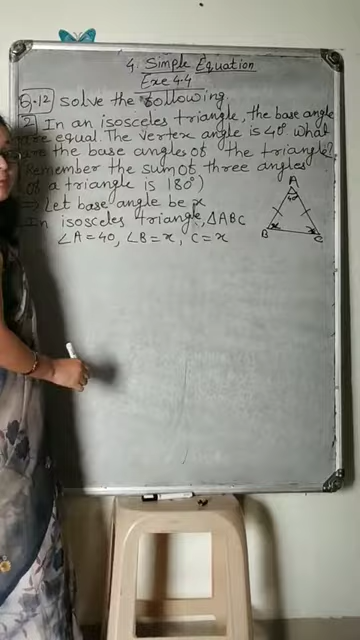 4. Simple Equation
Exe 4.4
Q.12 solve the following.
2 In an isosceles triangle, the base angle
are equal. The vertex angle is 40° What
are the base angles of the triangle?
(Remember the sum of three angles
of a triangle is 180°)
⇒ Let base angle be x
In isosceles triangle, ΔABC
∠A = 40, ∠B = x, C = x
A
40°
B x x C